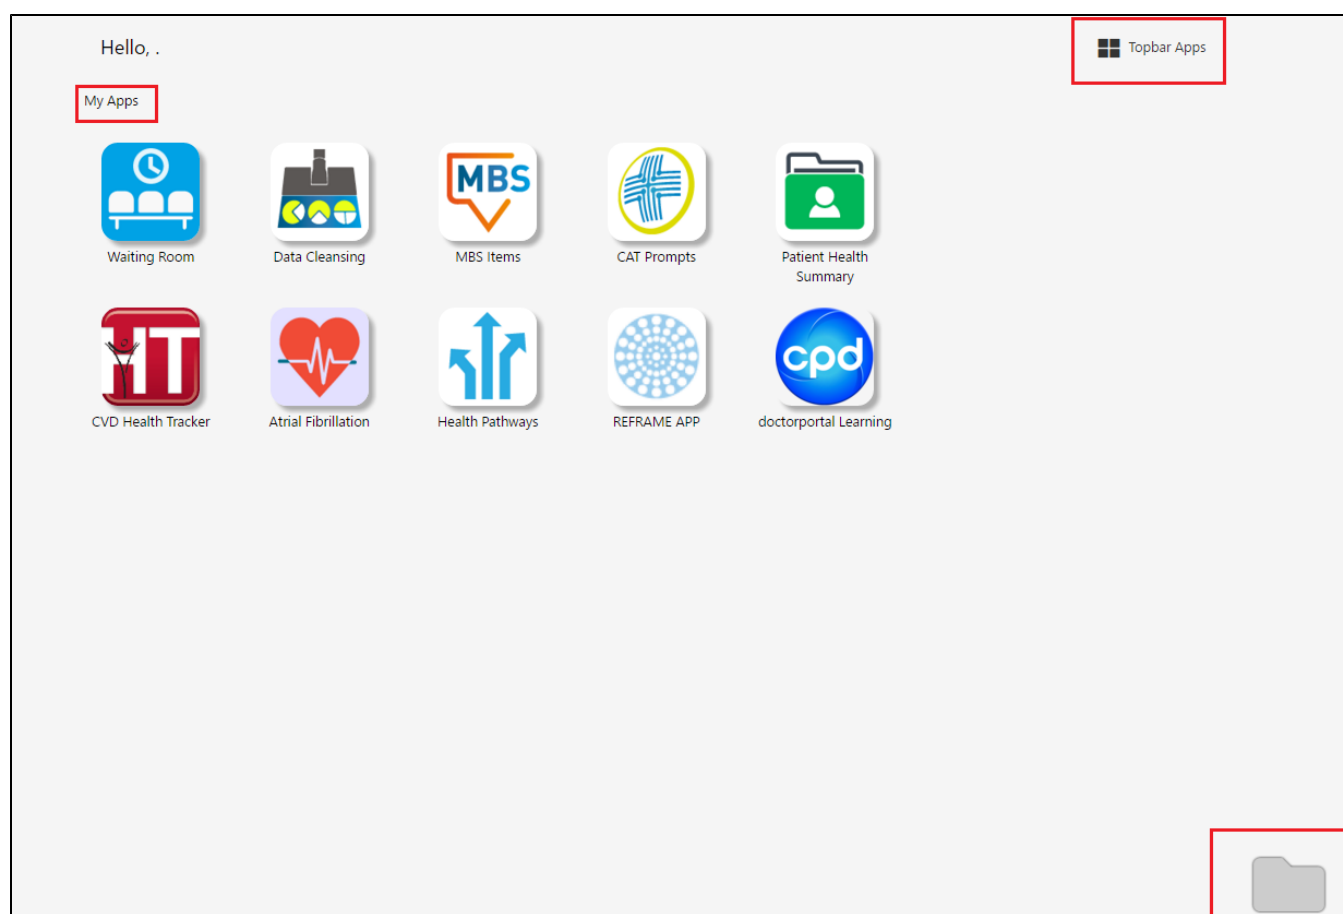 Hello, .
Topbar Apps
My Apps
MBS
Waiting Room
Data Cleansing
MBS Items
CAT Prompts
Patient Health
Summary
HT
cpd
CVD Health Tracker
Atrial Fibrillation
Health Pathways
REFRAME APP
doctorportal Learning